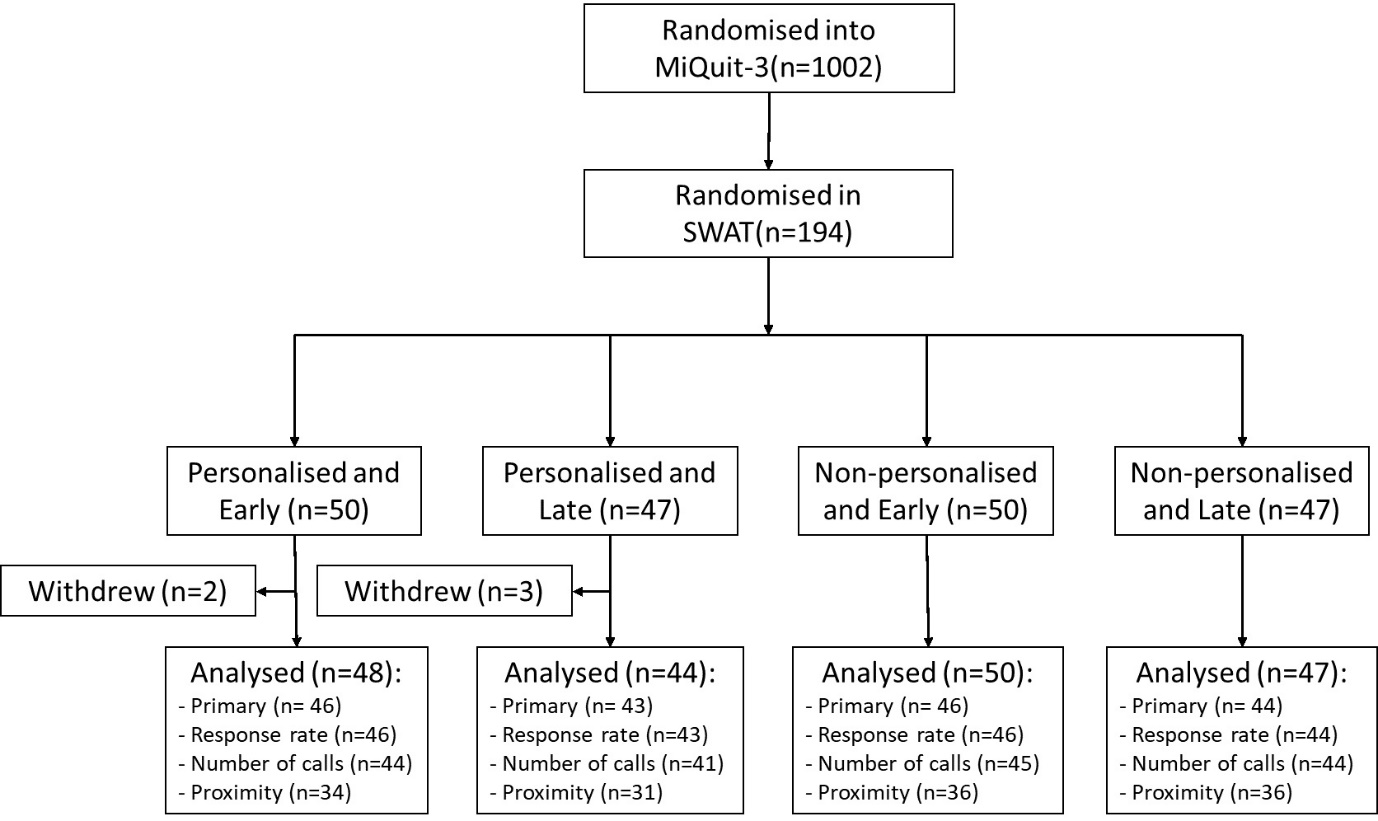 Randomised into
MiQuit-3(n=1002)
Randomised in
SWAT(n=194)
Personalised and
Early (n=50)
Personalised and
Late (n=47)
Non-personalised
and Early (n=50)
Non-personalised
and Late (n=47)
Withdrew (n=2)
Withdrew (n=3)
Analysed (n=48):
- Primary (n= 46)
- Response rate (n=46)
- Number of calls (n=44)
- Proximity (n=34)
Analysed (n=44):
- Primary (n= 43)
- Response rate (n=43)
- Number of calls (n=41)
- Proximity (n=31)
Analysed (n=50):
- Primary (n= 46)
- Response rate (n=46)
- Number of calls (n=45)
- Proximity (n=36)
Analysed (n=47):
- Primary (n= 44)
- Response rate (n=44)
- Number of calls (n=44)
- Proximity (n=36)